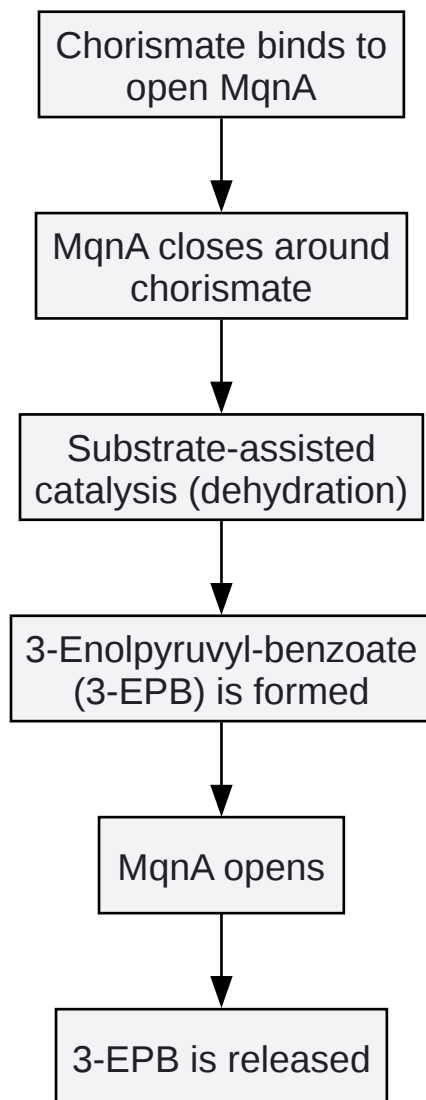 Chorismate binds to
open MqnA
MqnA closes around
chorismate
Substrate-assisted
catalysis (dehydration)
3-Enolpyruvyl-benzoate
(3-EPB) is formed
MqnA opens
3-EPB is released